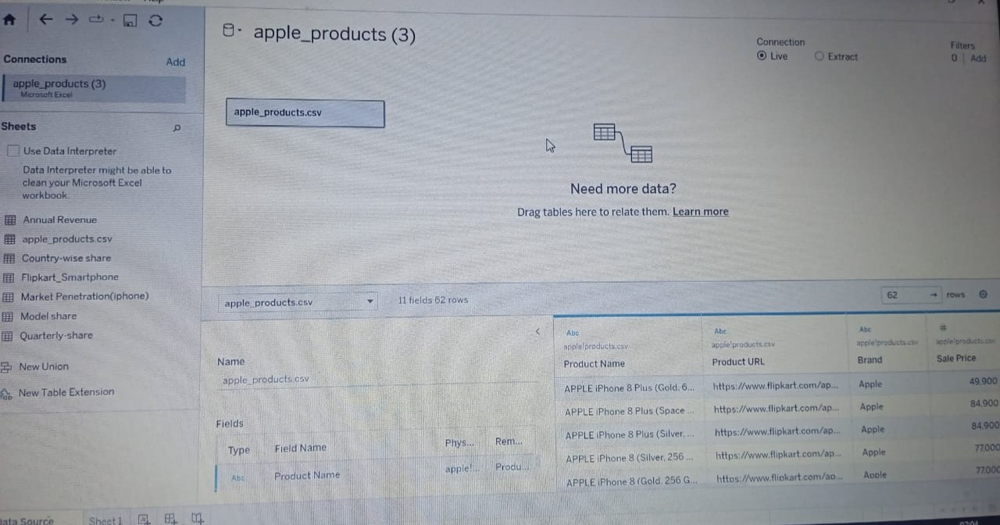 apple_products (3)
Connection
Live
Extract
Filters
0 | Add
Connections
Add
apple_products (3)
Microsoft Excel
Sheets
Use Data Interpreter
Data Interpreter might be able to
clean your Microsoft Excel
workbook.
Annual Revenue
apple_products.csv
Country-wise share
Flipkart_Smartphone
Market Penetration(iphone)
Model share
Quarterly-share
New Union
New Table Extension
apple_products.csv
Need more data?
Drag tables here to relate them. Learn more
apple_products.csv
11 fields 62 rows
62 → rows
Name
apple_products.csv
Fields
Type Field Name Phys... Rem...
Abc Product Name apple!... Produ...
Abc Abc Abc #
apple!products.csv apple!products.csv apple!products.csv apple!products.csv
Product Name Product URL Brand Sale Price
APPLE iPhone 8 Plus (Gold, 6... https://www.flipkart.com/ap... Apple 49,900
APPLE iPhone 8 Plus (Space ... https://www.flipkart.com/ap... Apple 84,900
APPLE iPhone 8 Plus (Silver, ... https://www.flipkart.com/ap... Apple 84,900
APPLE iPhone 8 (Silver, 256 ... https://www.flipkart.com/ap... Apple 77,000
APPLE iPhone 8 (Gold, 256 G... https://www.flipkart.com/ap... Apple 77,000
Data Source
Sheet 1